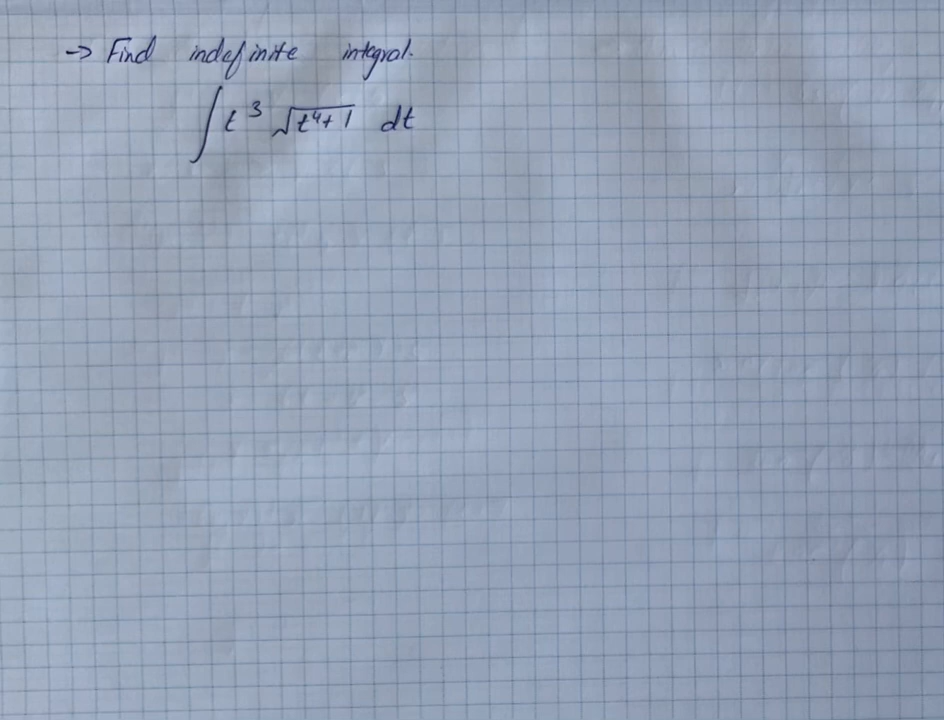 → Find indefinite integral.
∫ t³ √(t⁴+1) dt